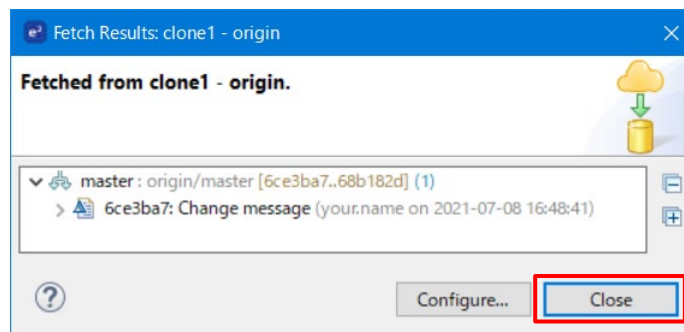 e² Fetch Results: clone1 - origin
Fetched from clone1 - origin.
master : origin/master [6ce3ba7..68b182d] (1)
6ce3ba7: Change message (your.name on 2021-07-08 16:48:41)
? Configure... Close